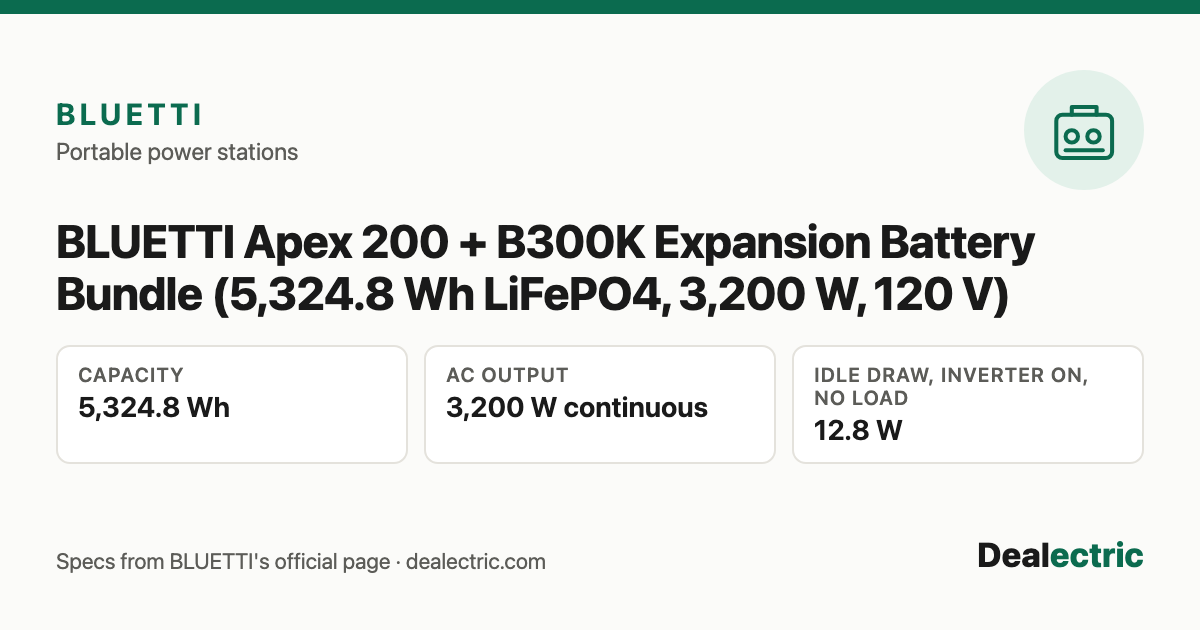 BLUETTI
Portable power stations
BLUETTI Apex 200 + B300K Expansion Battery
Bundle (5,324.8 Wh LiFePO4, 3,200 W, 120 V)
CAPACITY
5,324.8 Wh
AC OUTPUT
3,200 W continuous
IDLE DRAW, INVERTER ON,
NO LOAD
12.8 W
Specs from BLUETTI's official page · dealectric.com
Dealectric